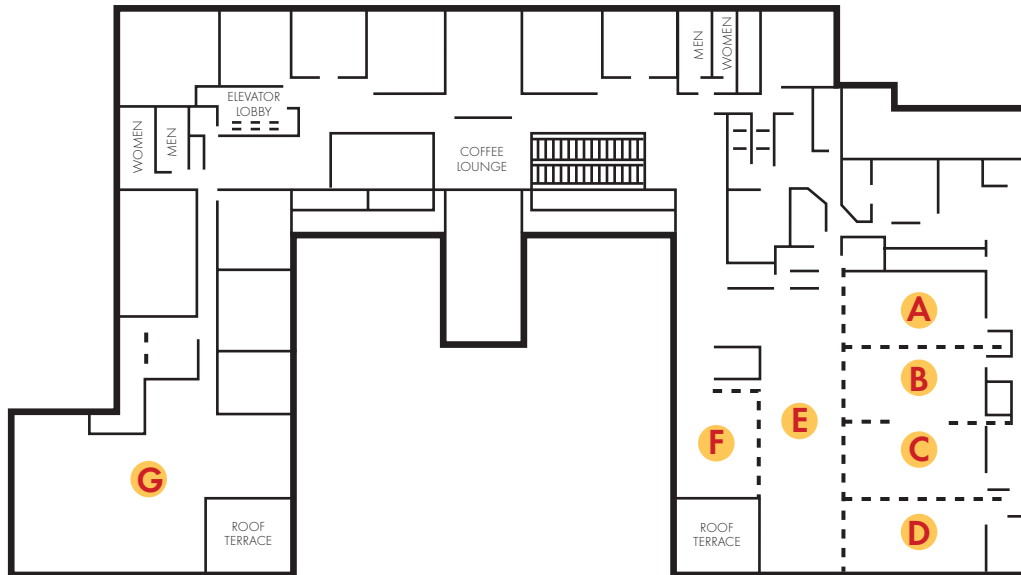 MEN
WOMEN
ELEVATOR
LOBBY
WOMEN
MEN
COFFEE
LOUNGE
A
B
E
F
C
G
ROOF
TERRACE
ROOF
TERRACE
D